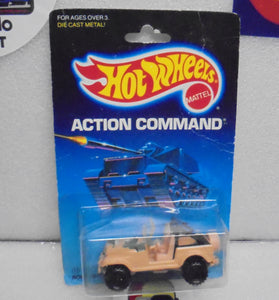 FOR AGES OVER 3.
DIE CAST METAL!
Hot Wheels
MATTEL
ACTION COMMAND